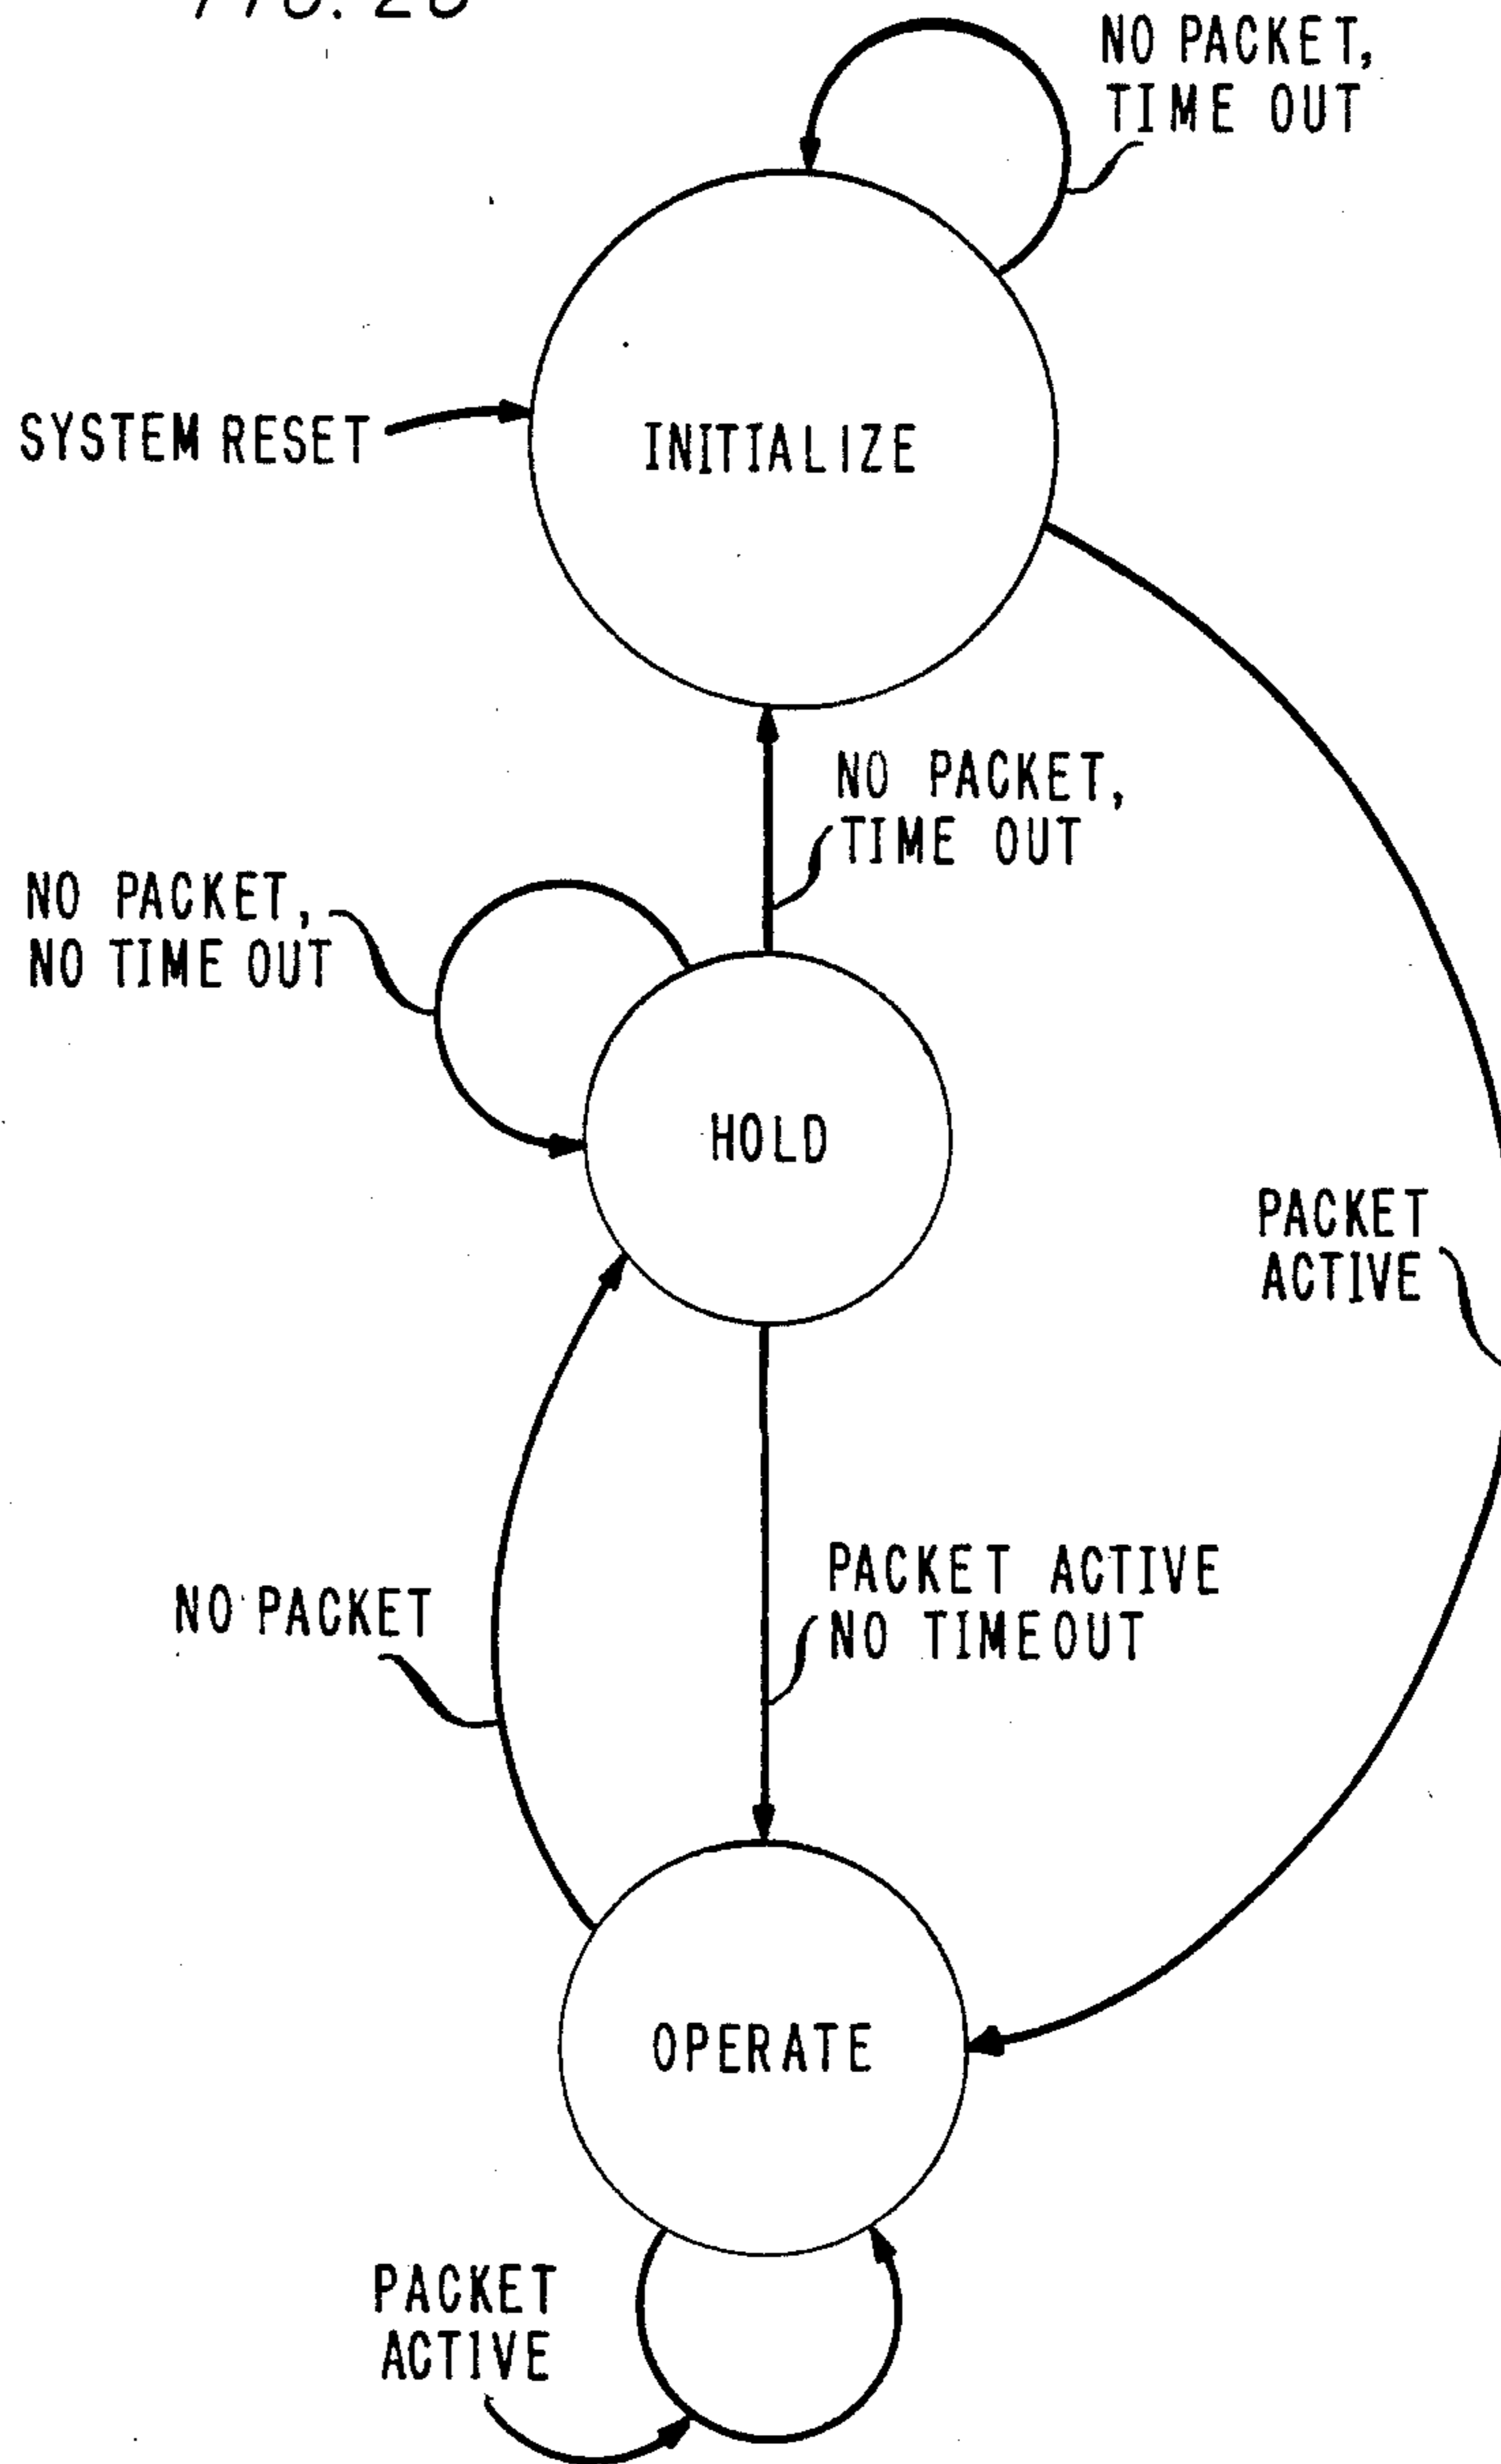 NO PACKET,
TIME OUT
SYSTEM RESET
INITIALIZE
NO PACKET,
TIME OUT
NO PACKET,
NO TIME OUT
HOLD
PACKET
ACTIVE
PACKET ACTIVE
NO TIMEOUT
NO PACKET
OPERATE
PACKET
ACTIVE